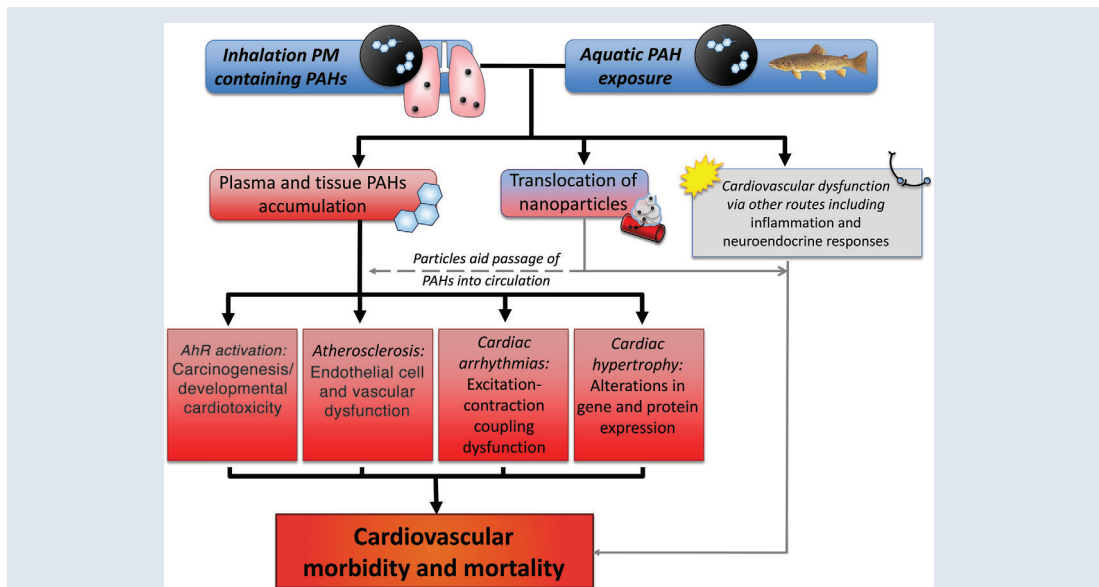 Inhalation PM
containing PAHs
Aquatic PAH
exposure
Plasma and tissue PAHs
accumulation
Translocation of
nanoparticles
Cardiovascular dysfunction
via other routes including
inflammation and
neuroendocrine responses
Particles aid passage of
PAHs into circulation
AhR activation:
Carcinogenesis/
developmental
cardiotoxicity
Atherosclerosis:
Endothelial cell
and vascular
dysfunction
Cardiac
arrhythmias:
Excitation-
contraction
coupling
dysfunction
Cardiac
hypertrophy:
Alterations in
gene and protein
expression
Cardiovascular
morbidity and mortality